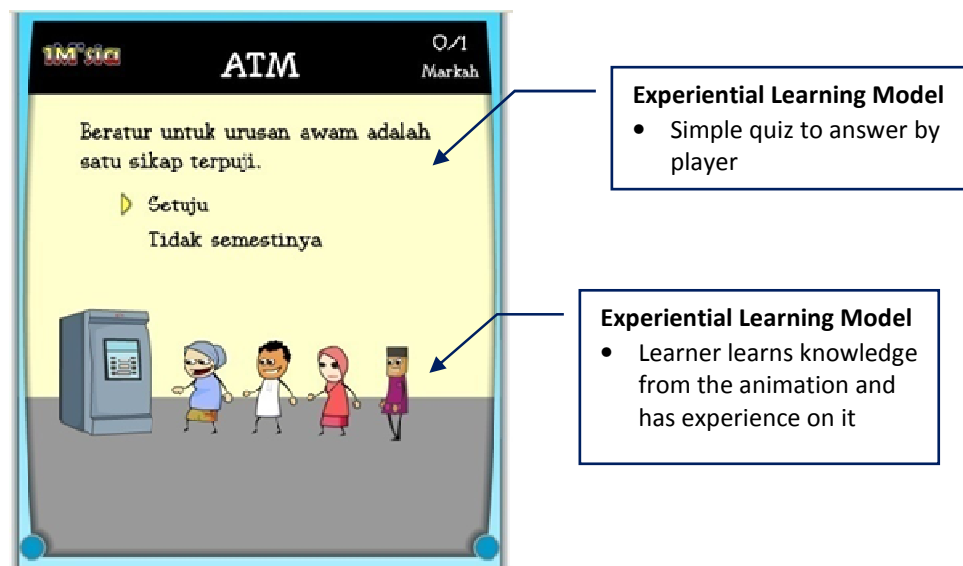 1M'sia
ATM
0/1
Markah
Beratur untuk urusan awam adalah
satu sikap terpuji.
Setuju
Tidak semestinya
Experiential Learning Model
• Simple quiz to answer by
player
Experiential Learning Model
• Learner learns knowledge
from the animation and
has experience on it